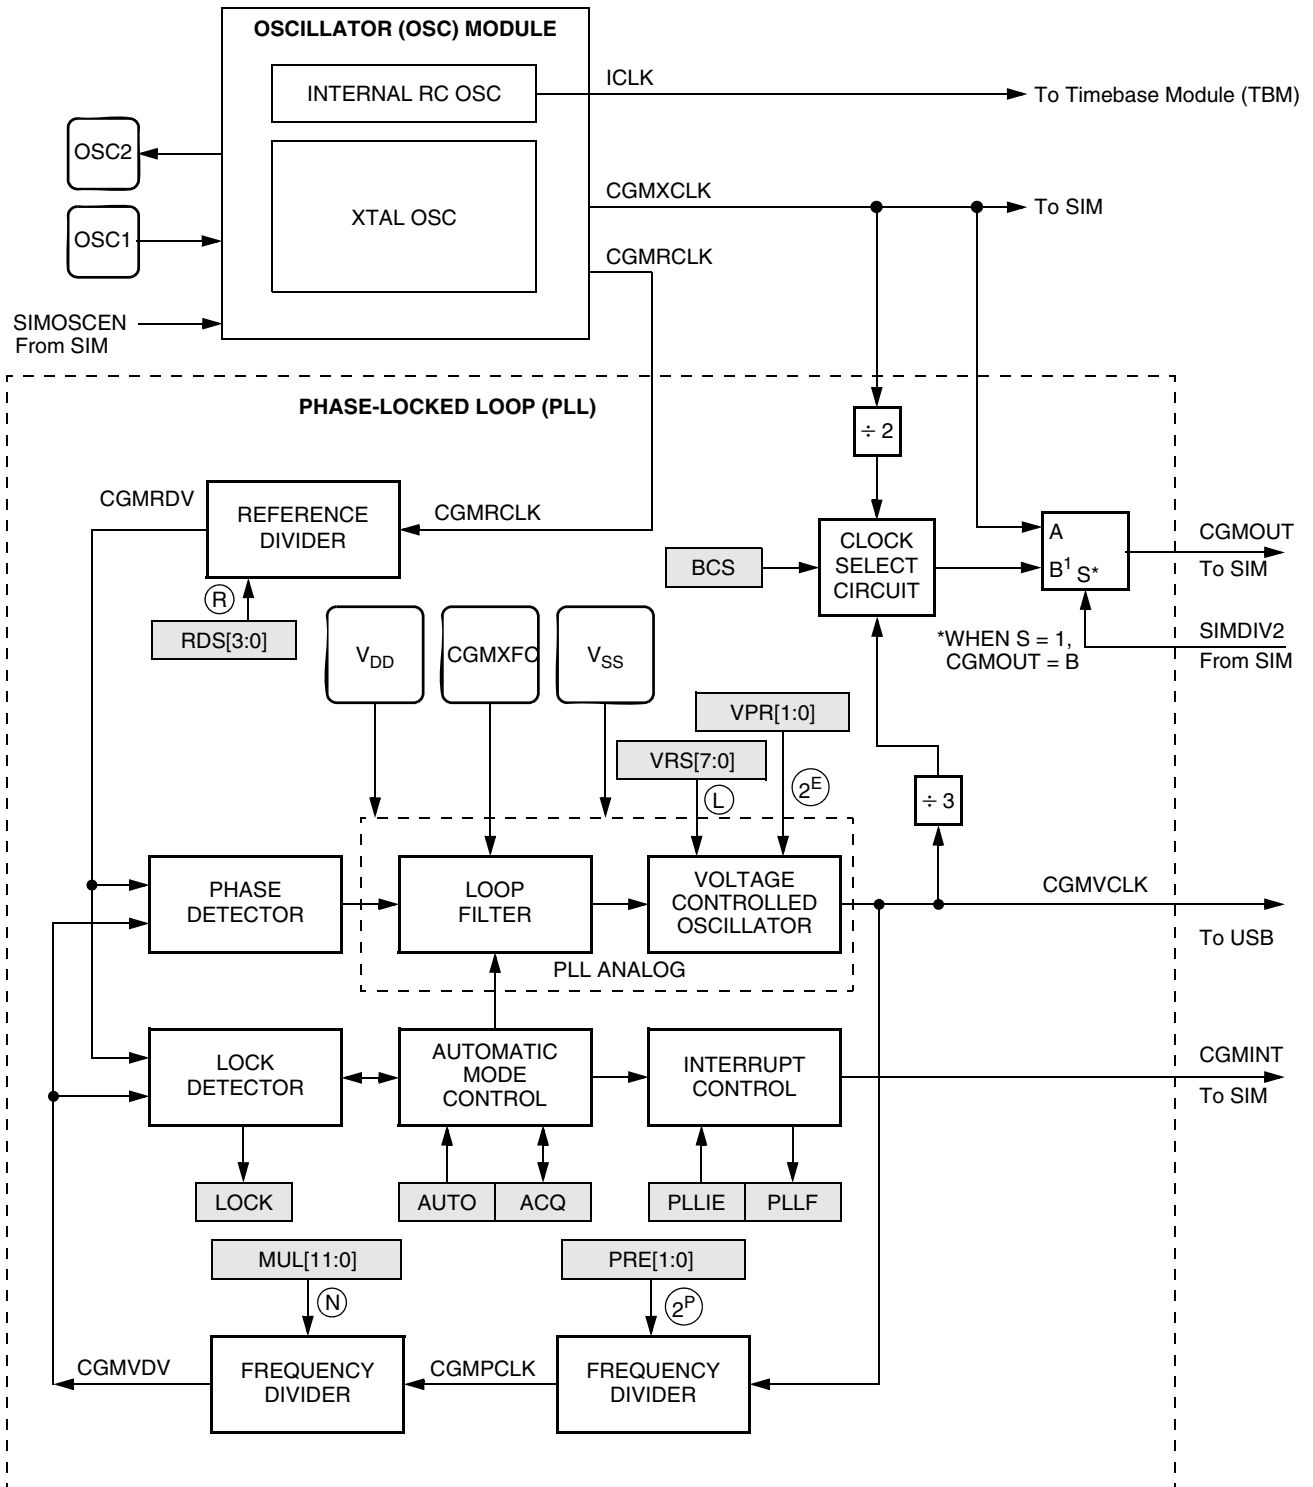 OSCILLATOR (OSC) MODULE
INTERNAL RC OSC
ICLK
To Timebase Module (TBM)
OSC2
XTAL OSC
CGMXCLK
To SIM
OSC1
CGMRCLK
SIMOSCEN
From SIM
PHASE-LOCKED LOOP (PLL)
÷ 2
CGMRDV
REFERENCE
DIVIDER
CGMRCLK
BCS
CLOCK
SELECT
CIRCUIT
A
B1 S*
CGMOUT
To SIM
R
RDS[3:0]
*WHEN S = 1,
CGMOUT = B
SIMDIV2
From SIM
VDD
CGMXFC
VSS
VPR[1:0]
VRS[7:0]
L
2E
÷ 3
PHASE
DETECTOR
LOOP
FILTER
VOLTAGE
CONTROLLED
OSCILLATOR
CGMVCLK
To USB
PLL ANALOG
LOCK
DETECTOR
AUTOMATIC
MODE
CONTROL
INTERRUPT
CONTROL
CGMINT
To SIM
LOCK
AUTO
ACQ
PLLIE
PLLF
MUL[11:0]
PRE[1:0]
N
2P
CGMVDV
FREQUENCY
DIVIDER
CGMPCLK
FREQUENCY
DIVIDER